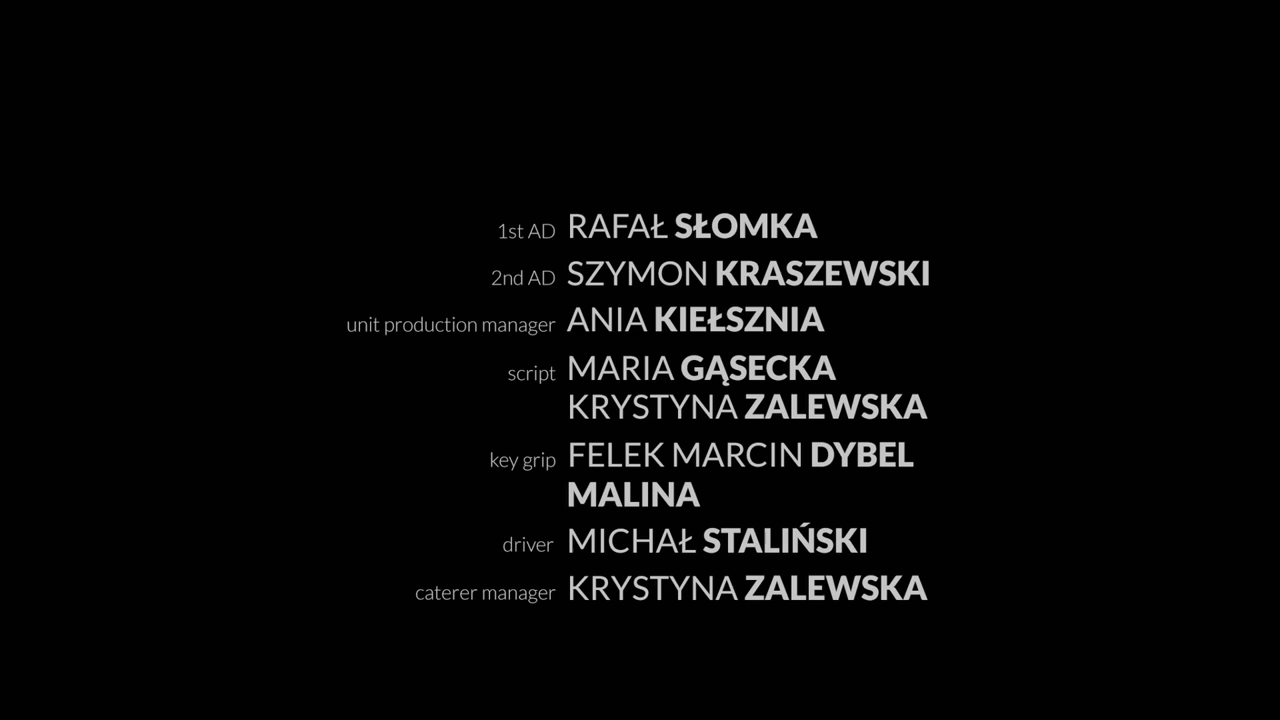 1st AD RAFAŁ SŁOMKA
2nd AD SZYMON KRASZEWSKI
unit production manager ANIA KIEŁSZNIA
script MARIA GĄSECKA
KRYSTYNA ZALEWSKA
key grip FELEK MARCIN DYBEL
MALINA
driver MICHAŁ STALIŃSKI
caterer manager KRYSTYNA ZALEWSKA